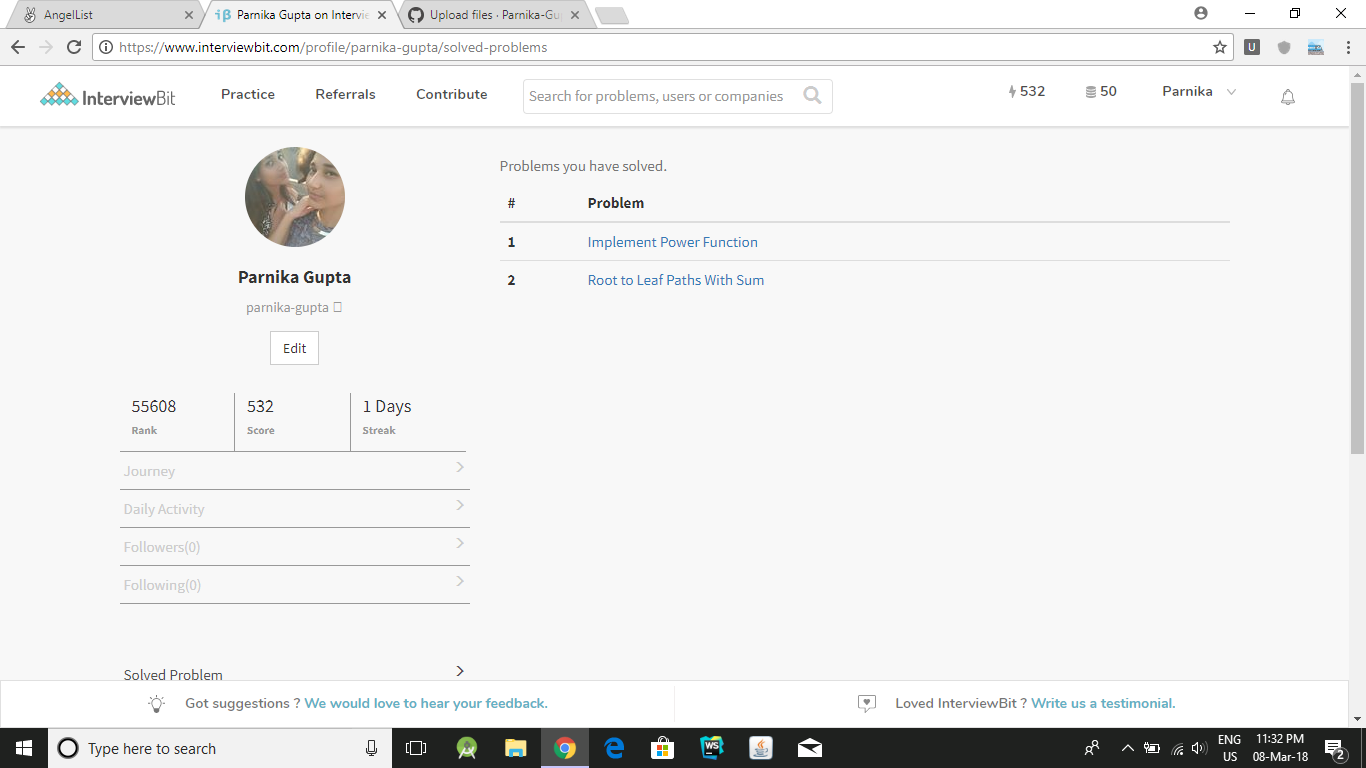 AngelList
Parnika Gupta on Intervie
Upload files · Parnika-Gu
https://www.interviewbit.com/profile/parnika-gupta/solved-problems
U
InterviewBit
Practice
Referrals
Contribute
Search for problems, users or companies
532
50
Parnika
Problems you have solved.
# Problem
1 Implement Power Function
2 Root to Leaf Paths With Sum
Parnika Gupta
parnika-gupta
Edit
55608 532 1 Days
Rank Score Streak
Journey
Daily Activity
Followers(0)
Following(0)
Solved Problem
Got suggestions ? We would love to hear your feedback.
Loved InterviewBit ? Write us a testimonial.
Type here to search
WS
ENG
US
11:32 PM
08-Mar-18
2